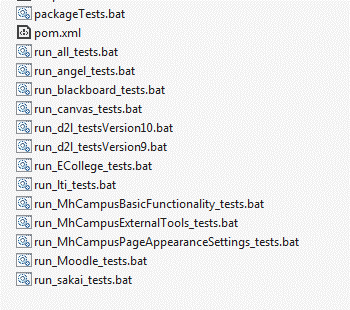 packageTests.bat
pom.xml
run_all_tests.bat
run_angel_tests.bat
run_blackboard_tests.bat
run_canvas_tests.bat
run_d2l_testsVersion10.bat
run_d2l_testsVersion9.bat
run_ECollege_tests.bat
run_lti_tests.bat
run_MhCampusBasicFunctionality_tests.bat
run_MhCampusExternalTools_tests.bat
run_MhCampusPageAppearanceSettings_tests.bat
run_Moodle_tests.bat
run_sakai_tests.bat